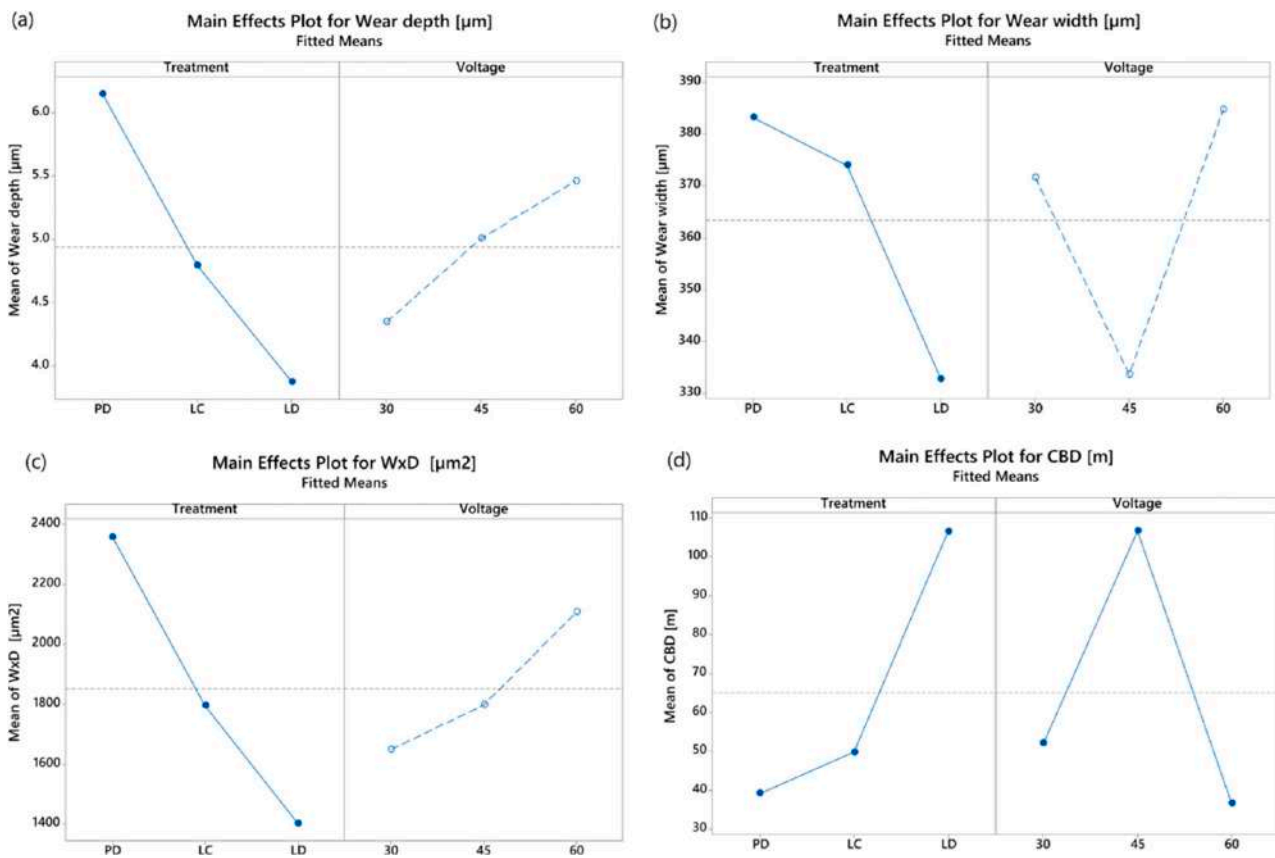 (a)
Main Effects Plot for Wear depth [µm]
Fitted Means
Treatment
Voltage
Mean of Wear depth [µm]
6.0
5.5
5.0
4.5
4.0
PD
LC
LD
30
45
60
(b)
Main Effects Plot for Wear width [µm]
Fitted Means
Treatment
Voltage
Mean of Wear width [µm]
390
380
370
360
350
340
330
PD
LC
LD
30
45
60
(c)
Main Effects Plot for WxD [µm2]
Fitted Means
Treatment
Voltage
Mean of WxD [µm2]
2400
2200
2000
1800
1600
1400
PD
LC
LD
30
45
60
(d)
Main Effects Plot for CBD [m]
Fitted Means
Treatment
Voltage
Mean of CBD [m]
110
100
90
80
70
60
50
40
30
PD
LC
LD
30
45
60